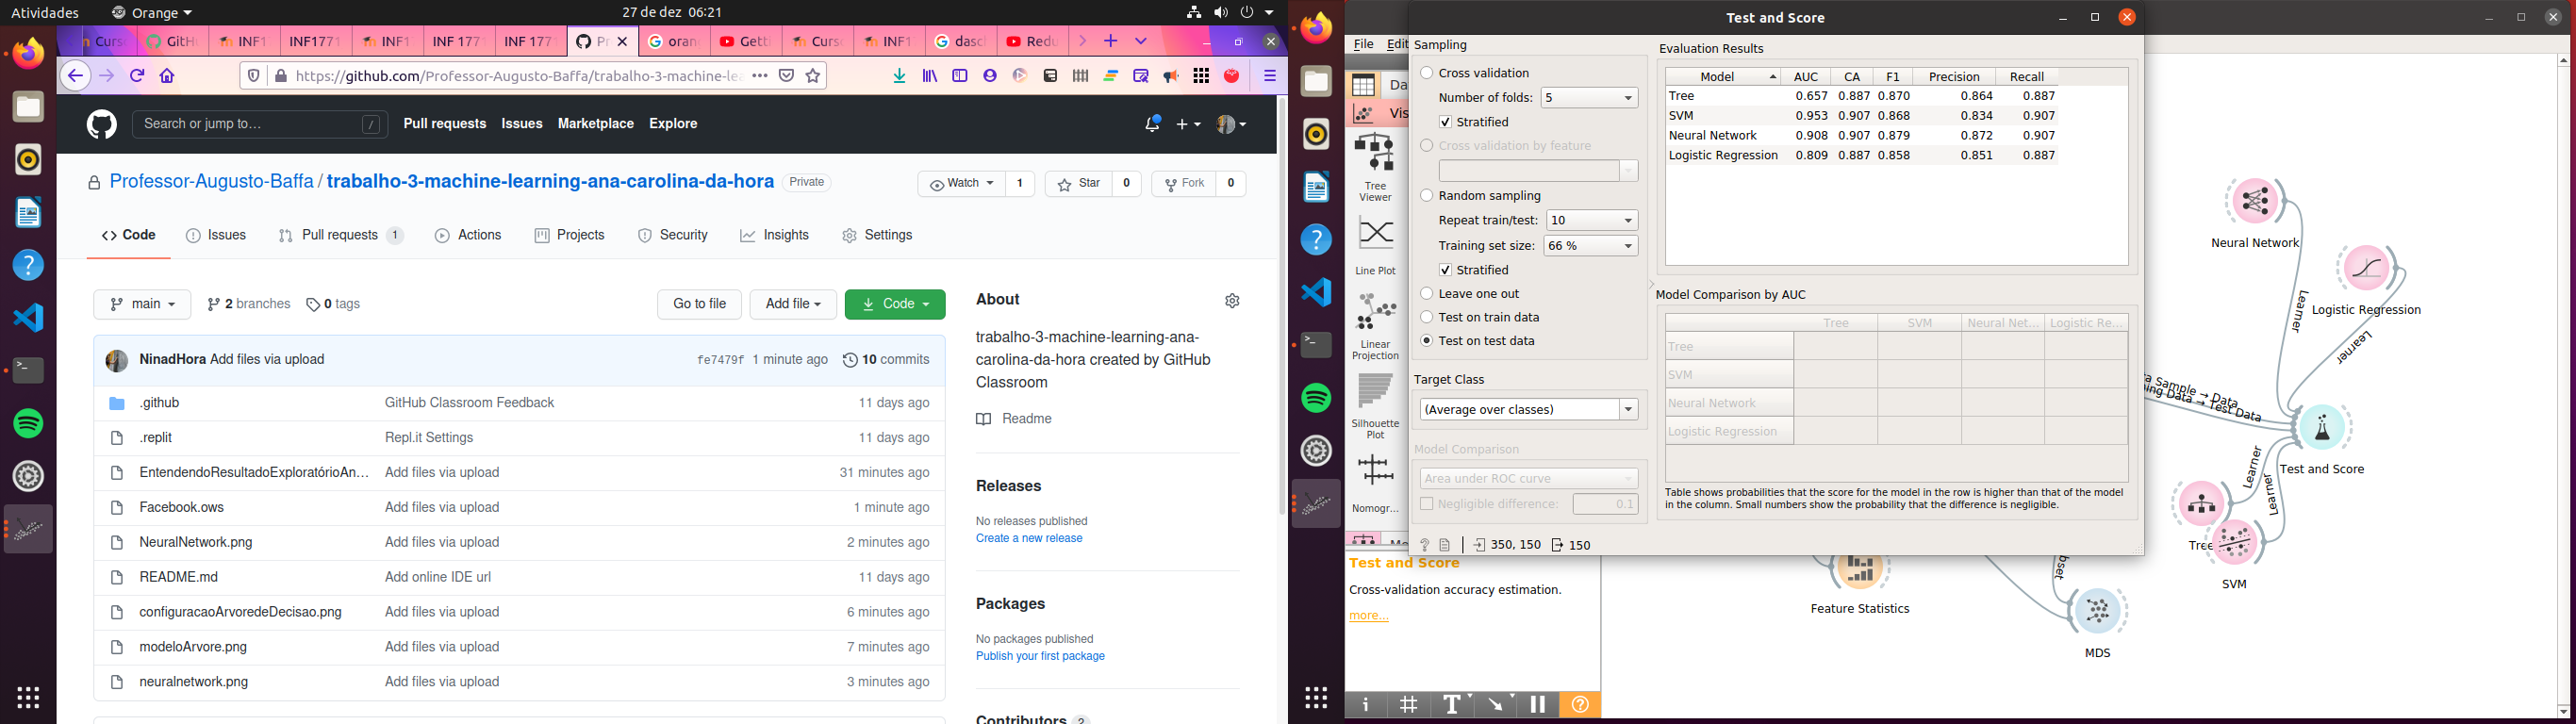 Atividades
Orange
27 de dez 06:21
Curs
GitH
INF1
INF1771
INF1
INF 1771
INF 1771
Pr
oran
Getti
Curso
INF1
dasc
Redu
https://github.com/Professor-Augusto-Baffa/trabalho-3-machine-lea
Search or jump to…
/
Pull requests
Issues
Marketplace
Explore
Professor-Augusto-Baffa / trabalho-3-machine-learning-ana-carolina-da-hora
Private
Watch 1
Star 0
Fork 0
Code
Issues
Pull requests 1
Actions
Projects
Security
Insights
Settings
main
2 branches
0 tags
Go to file
Add file
Code
NinadHora Add files via upload fe7479f 1 minute ago 10 commits
.github GitHub Classroom Feedback 11 days ago
.replit Repl.it Settings 11 days ago
EntendendoResultadoExploratórioAn… Add files via upload 31 minutes ago
Facebook.ows Add files via upload 1 minute ago
NeuralNetwork.png Add files via upload 2 minutes ago
README.md Add online IDE url 11 days ago
configuracaoArvoredeDecisao.png Add files via upload 6 minutes ago
modeloArvore.png Add files via upload 7 minutes ago
neuralnetwork.png Add files via upload 3 minutes ago
About
trabalho-3-machine-learning-ana-
carolina-da-hora created by GitHub
Classroom
Readme
Releases
No releases published
Create a new release
Packages
No packages published
Publish your first package
Contributors 2
File
Edit
Da
Vis
Tree
Viewer
Line Plot
Linear
Projection
Silhouette
Plot
Nomogr…
Mo
Test and Score
Cross-validation accuracy estimation.
more...
Test and Score
Sampling
Cross validation
Number of folds: 5
Stratified
Cross validation by feature
Random sampling
Repeat train/test: 10
Training set size: 66 %
Stratified
Leave one out
Test on train data
Test on test data
Target Class
(Average over classes)
Model Comparison
Area under ROC curve
Negligible difference: 0.1
350, 150
150
Evaluation Results
Model AUC CA F1 Precision Recall
Tree 0.657 0.887 0.870 0.864 0.887
SVM 0.953 0.907 0.868 0.834 0.907
Neural Network 0.908 0.907 0.879 0.872 0.907
Logistic Regression 0.809 0.887 0.858 0.851 0.887
Model Comparison by AUC
Tree SVM Neural Net… Logistic Re…
Tree
SVM
Neural Network
Logistic Regression
Table shows probabilities that the score for the model in the row is higher than that of the model
in the column. Small numbers show the probability that the difference is negligible.
Neural Network
Learner
Logistic Regression
Learner
a Sample → Data
ing Data → Test Data
Test and Score
Learner
Learner
Tree
SVM
Feature Statistics
bset
MDS